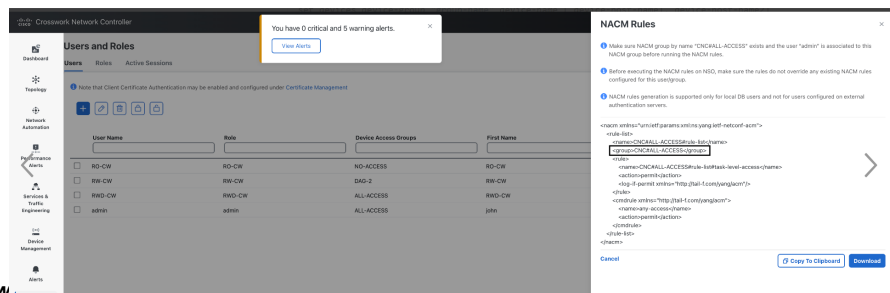 CISCO Crosswork Network Controller
You have 0 critical and 5 warning alerts.
View Alerts
Dashboard
Topology
Network
Automation
Performance
Alerts
Services &
Traffic
Engineering
Device
Management
Alerts
Users and Roles
Users Roles Active Sessions
Note that Client Certificate Authentication may be enabled and configured under Certificate Management
User Name Role Device Access Groups First Name
RO-CW RO-CW NO-ACCESS RO-CW
RW-CW RW-CW DAG-2 RW-CW
RWO-CW RWO-CW ALL-ACCESS RWO-CW
admin admin ALL-ACCESS john
NACM Rules
Make sure NACM group by name "CNC#ALL-ACCESS" exists and the user "admin" is associated to this
NACM group before running the NACM rules.
Before executing the NACM rules on NSO, make sure the rules do not override any existing NACM rules
configured for this user/group.
NACM rules generation is supported only for local DB users and not for users configured on external
authentication servers.
<nacm xmlns="urn:ietf:params:xml:ns:yang:ietf-netconf-acm">
<rule-list>
<name>CNC#ALL-ACCESS#rule-list</name>
<group>CNC#ALL-ACCESS</group>
<rule>
<name>CNC#ALL-ACCESS#rule-list#task-level-access</name>
<action>permit</action>
<log-if-permit xmlns="http://tail-f.com/yang/acm"/>
</rule>
<cmdrule xmlns="http://tail-f.com/yang/acm">
<name>any-access</name>
<action>permit</action>
</cmdrule>
</rule-list>
</nacm>
Cancel Copy To Clipboard Download